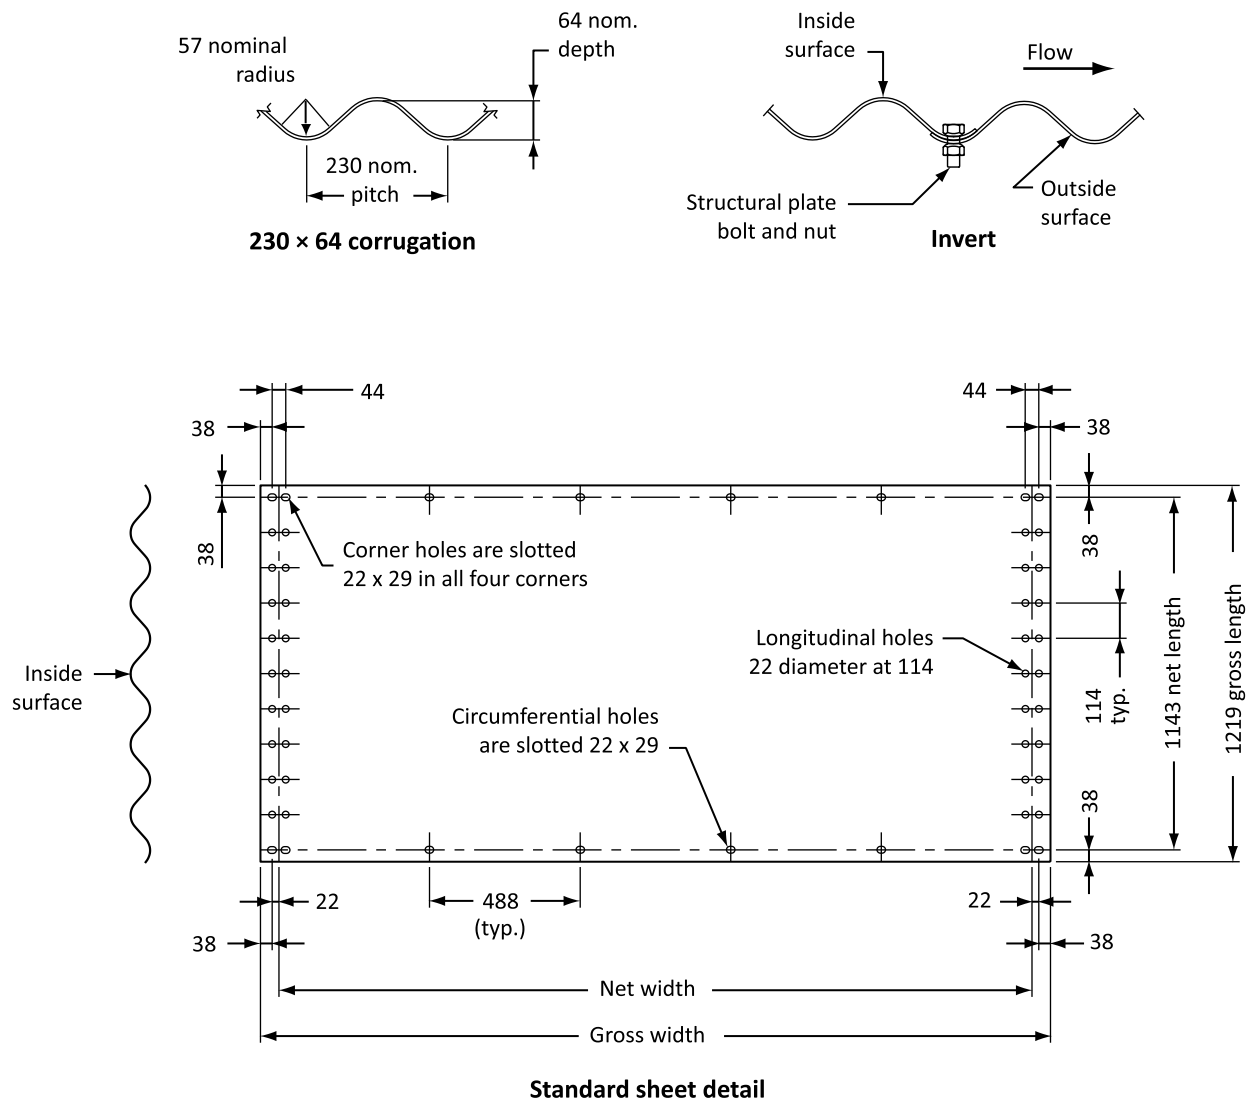 57 nominal
radius
64 nom.
depth
230 nom.
pitch
230 × 64 corrugation
Inside
surface
Flow
Structural plate
bolt and nut
Outside
surface
Invert
44
44
38
38
38
38
Corner holes are slotted
22 x 29 in all four corners
Longitudinal holes
22 diameter at 114
Inside
surface
Circumferential holes
are slotted 22 x 29
114
typ.
1143 net length
1219 gross length
38
22
488
(typ.)
22
38
38
Net width
Gross width
Standard sheet detail